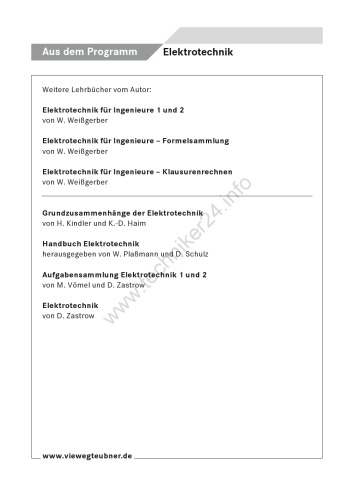 Aus dem Programm Elektrotechnik
Weitere Lehrbücher vom Autor:
Elektrotechnik für Ingenieure 1 und 2
von W. Weißgerber
Elektrotechnik für Ingenieure – Formelsammlung
von W. Weißgerber
Elektrotechnik für Ingenieure – Klausurenrechnen
von W. Weißgerber
Grundzusammenhänge der Elektrotechnik
von H. Kindler und K.-D. Haim
Handbuch Elektrotechnik
herausgegeben von W. Plaßmann und D. Schulz
Aufgabensammlung Elektrotechnik 1 und 2
von M. Vömel und D. Zastrow
Elektrotechnik
von D. Zastrow
www.techniker24.info
www.viewegteubner.de